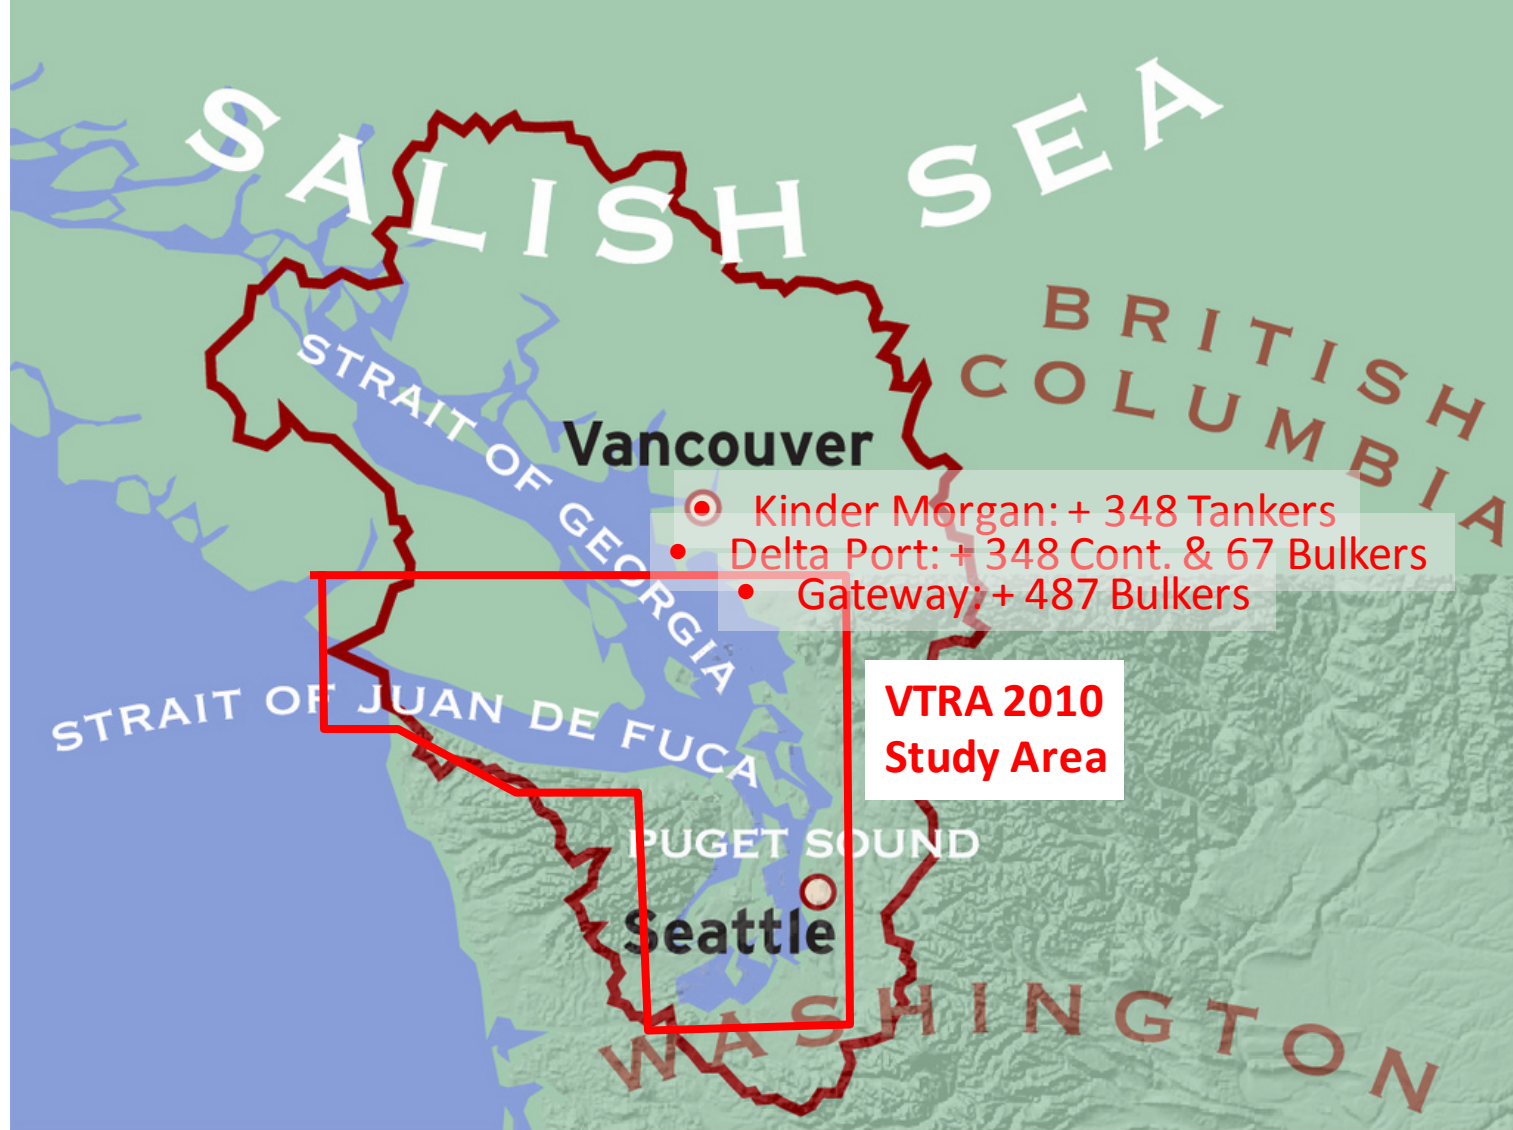 SALISH SEA
BRITISH
COLUMBIA
STRAIT OF GEORGIA
Vancouver
• Kinder Morgan: + 348 Tankers
• Delta Port: + 348 Cont. & 67 Bulkers
• Gateway: + 487 Bulkers
VTRA 2010
Study Area
STRAIT OF JUAN DE FUCA
PUGET SOUND
Seattle
WASHINGTON